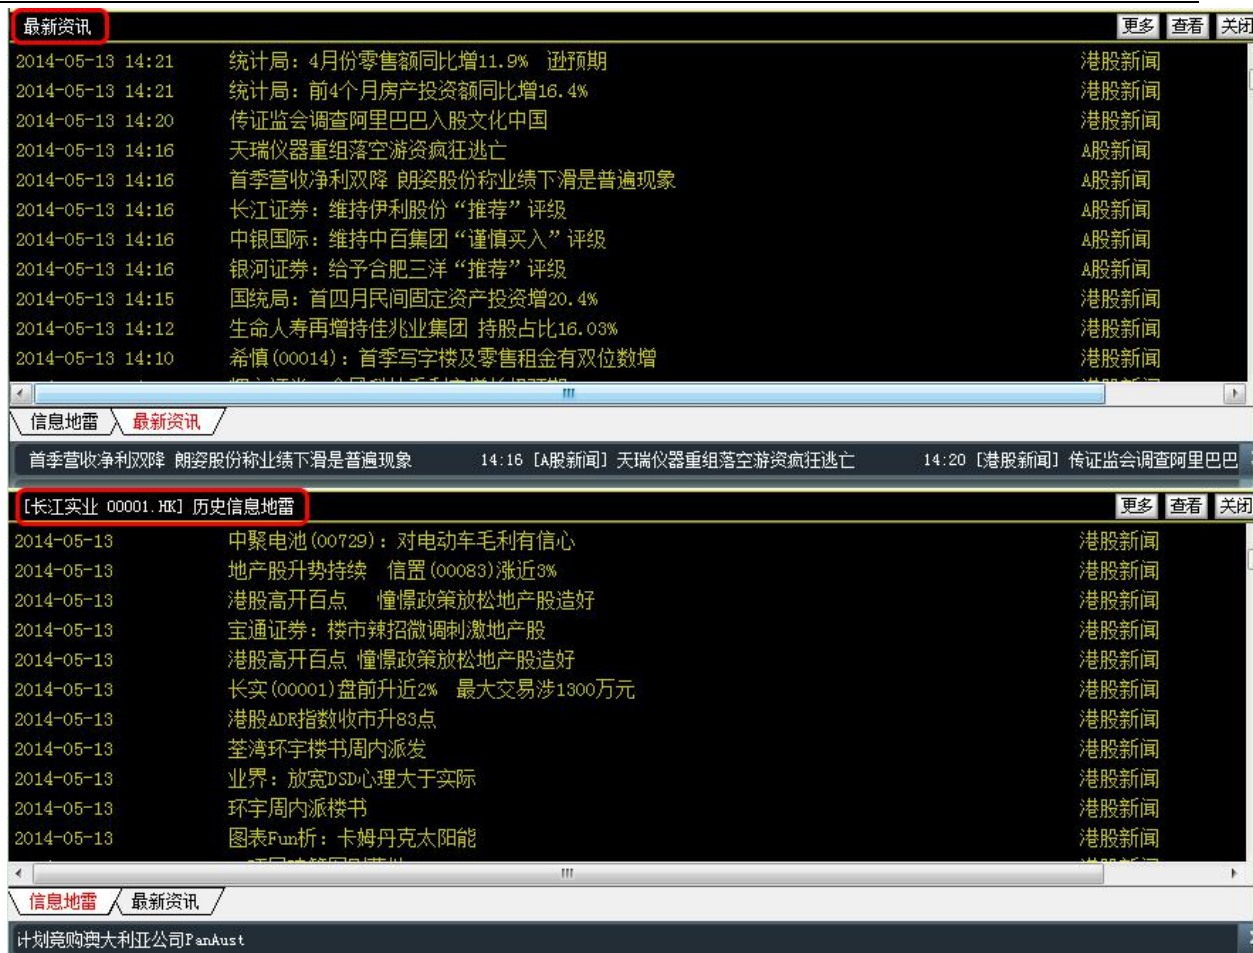 最新资讯 更多 查看 关闭
2014-05-13 14:21 统计局: 4月份零售额同比增11.9% 逊预期 港股新闻
2014-05-13 14:21 统计局: 前4个月房产投资额同比增16.4% 港股新闻
2014-05-13 14:20 传证监会调查阿里巴巴入股文化中国 港股新闻
2014-05-13 14:16 天瑞仪器重组落空游资疯狂逃亡 A股新闻
2014-05-13 14:16 首季营收净利双降 朗姿股份称业绩下滑是普遍现象 A股新闻
2014-05-13 14:16 长江证券: 维持伊利股份“推荐”评级 A股新闻
2014-05-13 14:16 中银国际: 维持中百集团“谨慎买入”评级 A股新闻
2014-05-13 14:16 银河证券: 给予合肥三洋“推荐”评级 A股新闻
2014-05-13 14:15 国统局: 首四月民间固定资产投资增20.4% 港股新闻
2014-05-13 14:12 生命人寿再增持佳兆业集团 持股占比16.03% 港股新闻
2014-05-13 14:10 希慎(00014): 首季写字楼及零售租金有双位数增 港股新闻
信息地雷 最新资讯
首季营收净利双降 朗姿股份称业绩下滑是普遍现象 14:16 [A股新闻] 天瑞仪器重组落空游资疯狂逃亡 14:20 [港股新闻] 传证监会调查阿里巴巴
[长江实业 00001.HK] 历史信息地雷 更多 查看 关闭
2014-05-13 中聚电池(00729): 对电动车毛利有信心 港股新闻
2014-05-13 地产股升势持续 信置(00083)涨近3% 港股新闻
2014-05-13 港股高开百点 憧憬政策放松地产股造好 港股新闻
2014-05-13 宝通证券: 楼市辣招微调刺激地产股 港股新闻
2014-05-13 港股高开百点 憧憬政策放松地产股造好 港股新闻
2014-05-13 长实(00001)盘前升近2% 最大交易涉1300万元 港股新闻
2014-05-13 港股ADR指数收市升83点 港股新闻
2014-05-13 荃湾环宇楼书周内派发 港股新闻
2014-05-13 业界: 放宽DSD心理大于实际 港股新闻
2014-05-13 环宇周内派楼书 港股新闻
2014-05-13 图表Fun析: 卡姆丹克太阳能 港股新闻
信息地雷 最新资讯
计划竞购澳大利亚公司PanAust